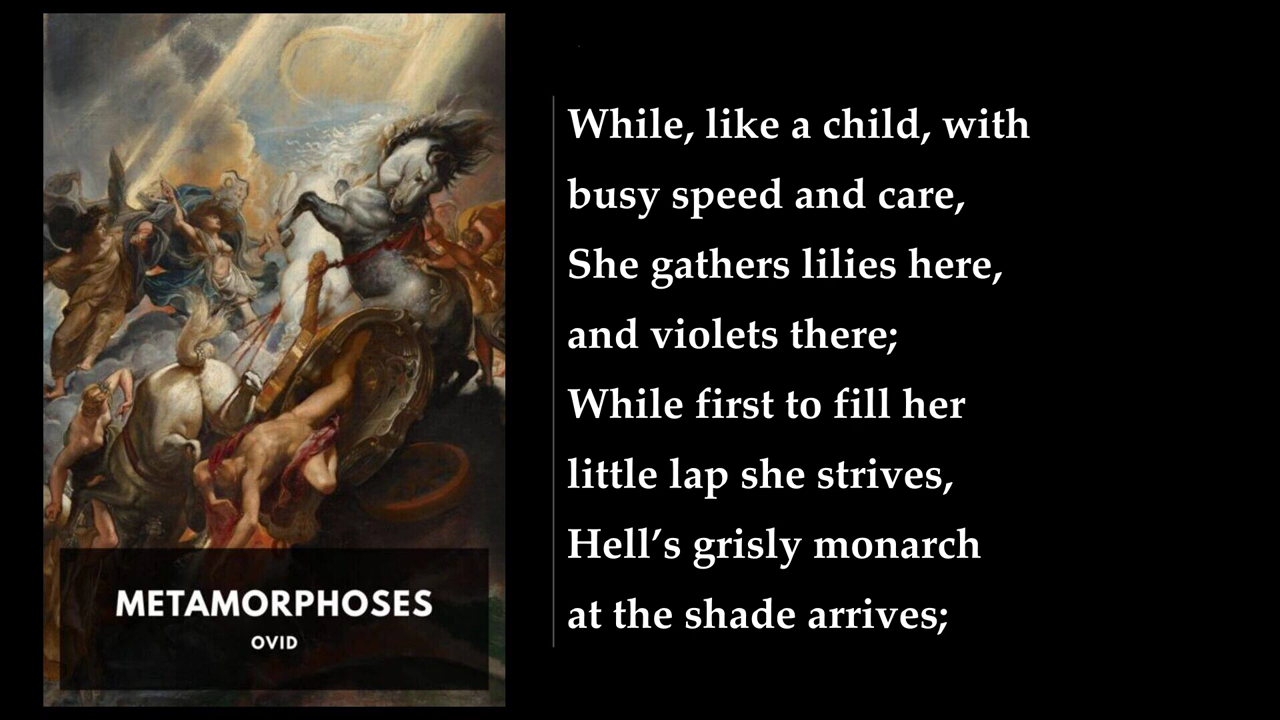 METAMORPHOSES
OVID
While, like a child, with
busy speed and care,
She gathers lilies here,
and violets there;
While first to fill her
little lap she strives,
Hell’s grisly monarch
at the shade arrives;